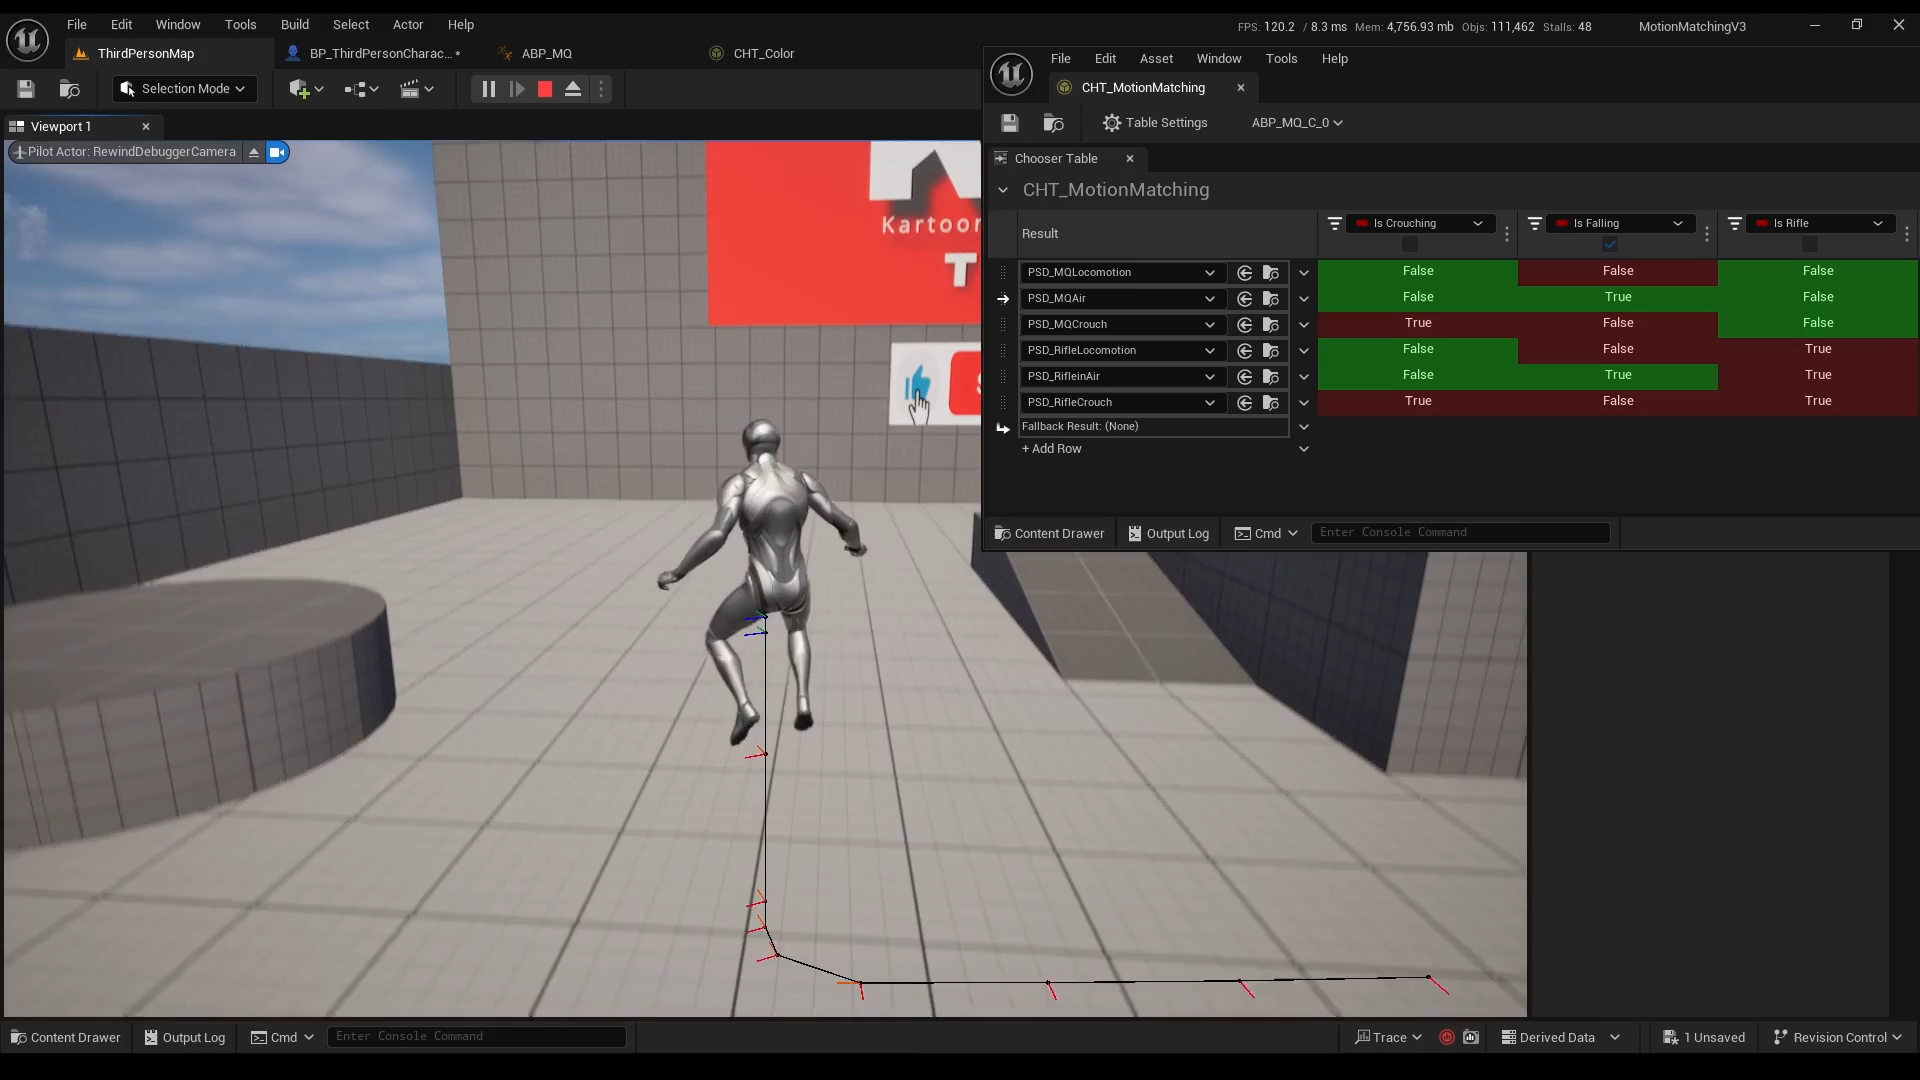 File Edit Window Tools Build Select Actor Help
FPS: 120.2 / 8.3 ms Mem: 4,756.93 mb Objs: 111,462 Stalls: 48 MotionMatchingV3
ThirdPersonMap BP_ThirdPersonCharac... * ABP_MQ CHT_Color
Selection Mode
Viewport 1
Pilot Actor: RewindDebuggerCamera
Kartoon
T
File Edit Asset Window Tools Help
CHT_MotionMatching
Table Settings ABP_MQ_C_0
Chooser Table
CHT_MotionMatching
Result Is Crouching Is Falling Is Rifle
PSD_MQLocomotion False False False
PSD_MQAir False True False
PSD_MQCrouch True False False
PSD_RifleLocomotion False False True
PSD_RifleinAir False True True
PSD_RifleCrouch True False True
Fallback Result: (None)
+ Add Row
Content Drawer Output Log Cmd Enter Console Command
Content Drawer Output Log Cmd Enter Console Command Trace Derived Data 1 Unsaved Revision Control